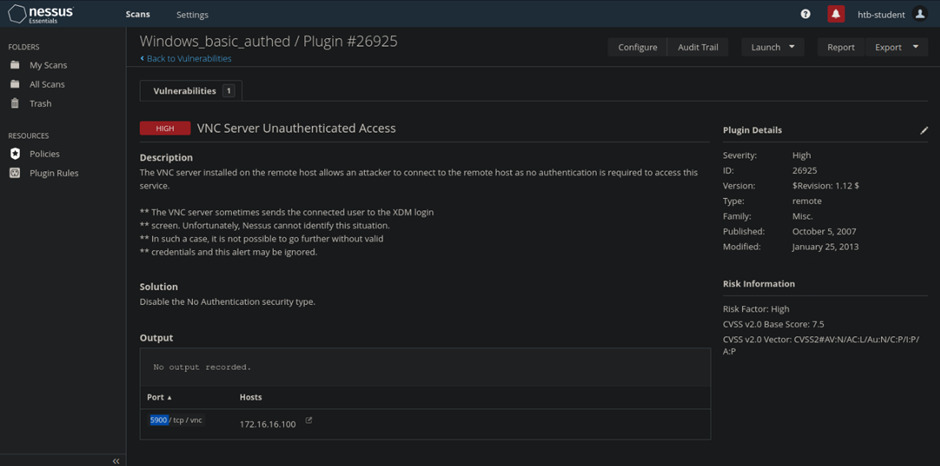 nessus
Essentials
Scans
Settings
htb-student
FOLDERS
My Scans
All Scans
Trash
RESOURCES
Policies
Plugin Rules
Windows_basic_authed / Plugin #26925
Back to Vulnerabilities
Configure
Audit Trail
Launch
Report
Export
Vulnerabilities 1
HIGH VNC Server Unauthenticated Access
Description
The VNC server installed on the remote host allows an attacker to connect to the remote host as no authentication is required to access this
service.
** The VNC server sometimes sends the connected user to the XDM login
** screen. Unfortunately, Nessus cannot identify this situation.
** In such a case, it is not possible to go further without valid
** credentials and this alert may be ignored.
Solution
Disable the No Authentication security type.
Output
No output recorded.
Port Hosts
5900 / tcp / vnc 172.16.16.100
Plugin Details
Severity: High
ID: 26925
Version: $Revision: 1.12 $
Type: remote
Family: Misc.
Published: October 5, 2007
Modified: January 25, 2013
Risk Information
Risk Factor: High
CVSS v2.0 Base Score: 7.5
CVSS v2.0 Vector: CVSS2#AV:N/AC:L/Au:N/C:P/I:P/
A:P